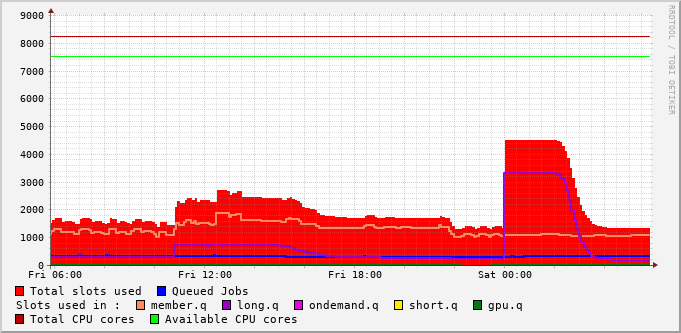 RRDTOOL / TOBI OETIKER
9000
8000
7000
6000
5000
4000
3000
2000
1000
0
Fri 06:00 Fri 12:00 Fri 18:00 Sat 00:00
Total slots used Queued Jobs
Slots used in : member.q long.q ondemand.q short.q gpu.q
Total CPU cores Available CPU cores